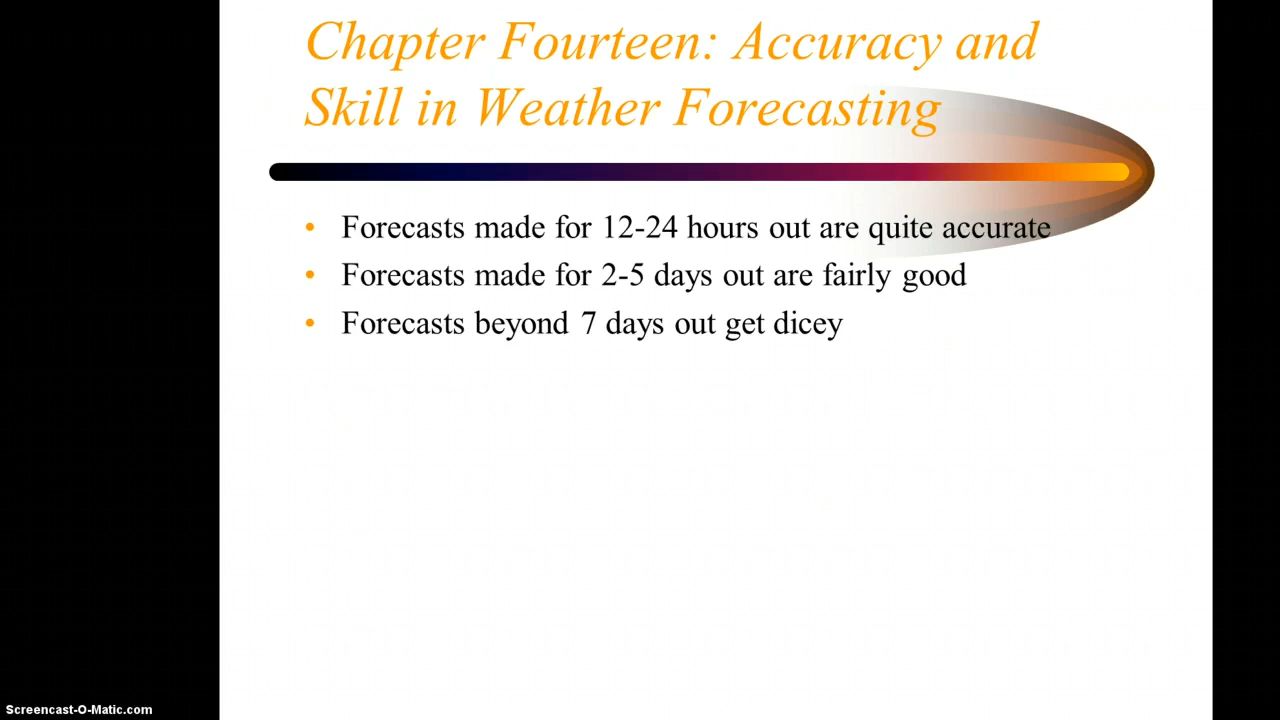 Chapter Fourteen: Accuracy and
Skill in Weather Forecasting
• Forecasts made for 12-24 hours out are quite accurate
• Forecasts made for 2-5 days out are fairly good
• Forecasts beyond 7 days out get dicey
Screencast-O-Matic.com